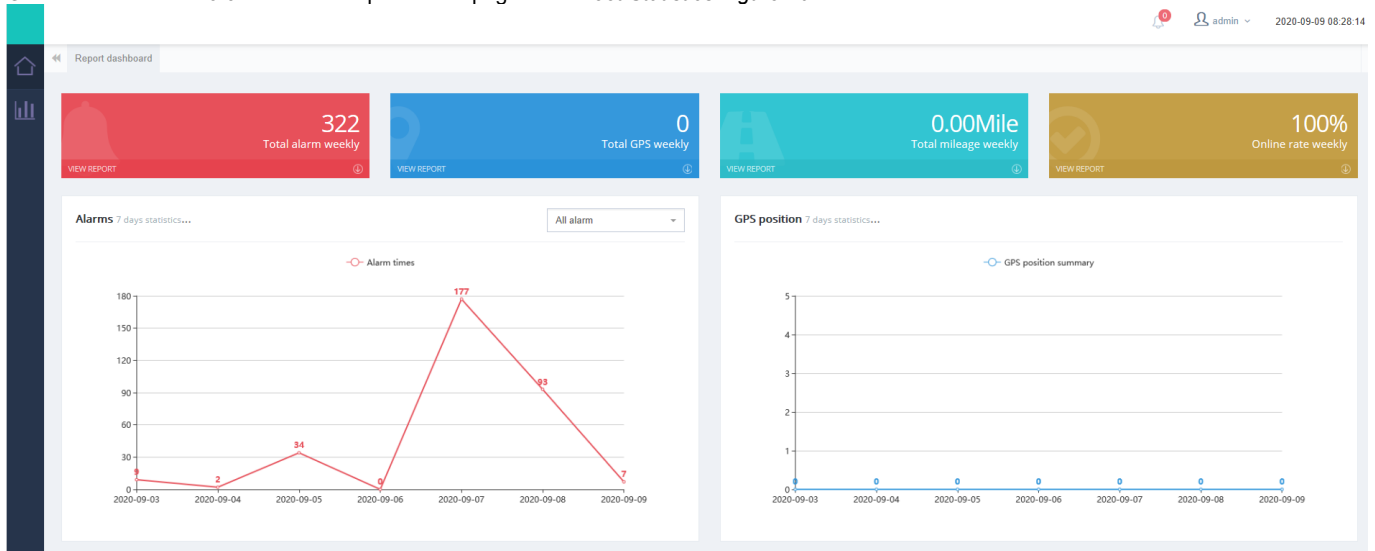 0
admin
2020-09-09 08:28:14
Report dashboard
322
Total alarm weekly
VIEW REPORT
0
Total GPS weekly
VIEW REPORT
0.00Mile
Total mileage weekly
VIEW REPORT
100%
Online rate weekly
VIEW REPORT
Alarms 7 days statistics...
All alarm
Alarm times
180
150
120
90
60
30
0
9
2
34
0
177
93
7
2020-09-03
2020-09-04
2020-09-05
2020-09-06
2020-09-07
2020-09-08
2020-09-09
GPS position 7 days statistics...
GPS position summary
5
4
3
2
1
0
0
0
0
0
0
0
0
2020-09-03
2020-09-04
2020-09-05
2020-09-06
2020-09-07
2020-09-08
2020-09-09